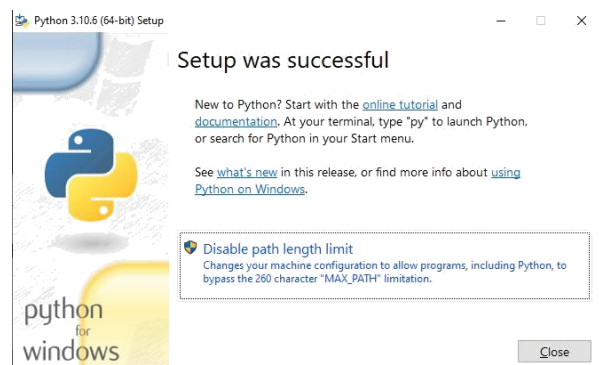 Python 3.10.6 (64-bit) Setup
Setup was successful
New to Python? Start with the online tutorial and
documentation. At your terminal, type "py" to launch Python,
or search for Python in your Start menu.
See what's new in this release, or find more info about using
Python on Windows.
Disable path length limit
Changes your machine configuration to allow programs, including Python, to
bypass the 260 character "MAX_PATH" limitation.
python
for
windows
Close